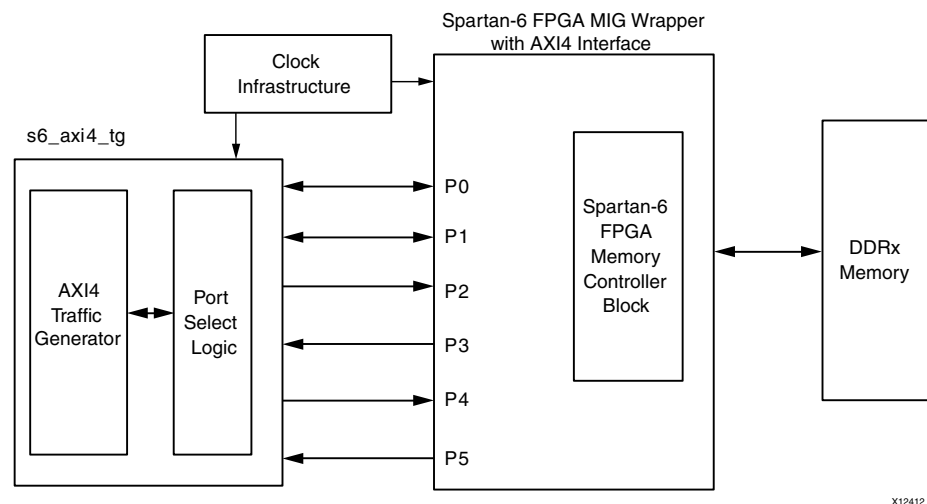 Spartan-6 FPGA MIG Wrapper
with AXI4 Interface
Clock
Infrastructure
s6_axi4_tg
P0
P1
P2
P3
P4
P5
AXI4
Traffic
Generator
Port
Select
Logic
Spartan-6
FPGA
Memory
Controller
Block
DDRx
Memory
X12412